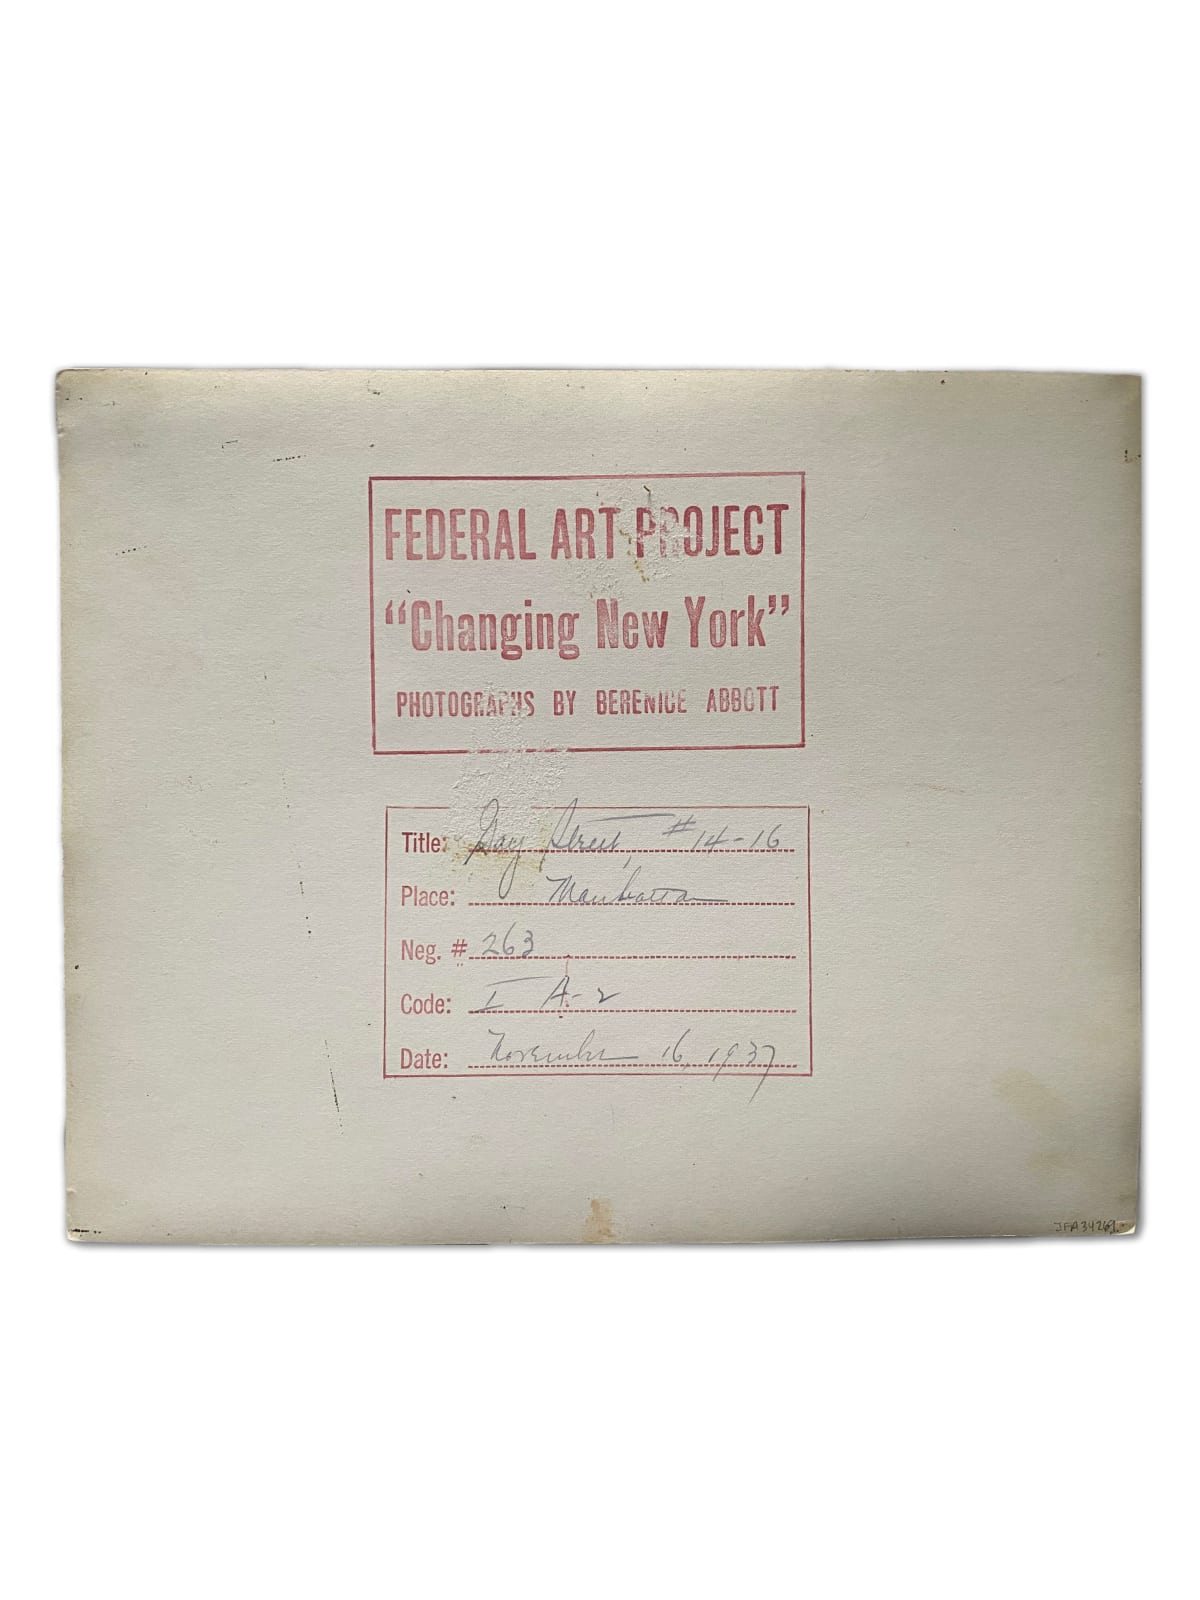 FEDERAL ART PROJECT
“Changing New York”
PHOTOGRAPHS BY BERENICE ABBOTT
Title: Gay Street, #14-16
Place: Manhattan
Neg. # 263
Code: I A-2
Date: November 16, 1937
JFA34269.